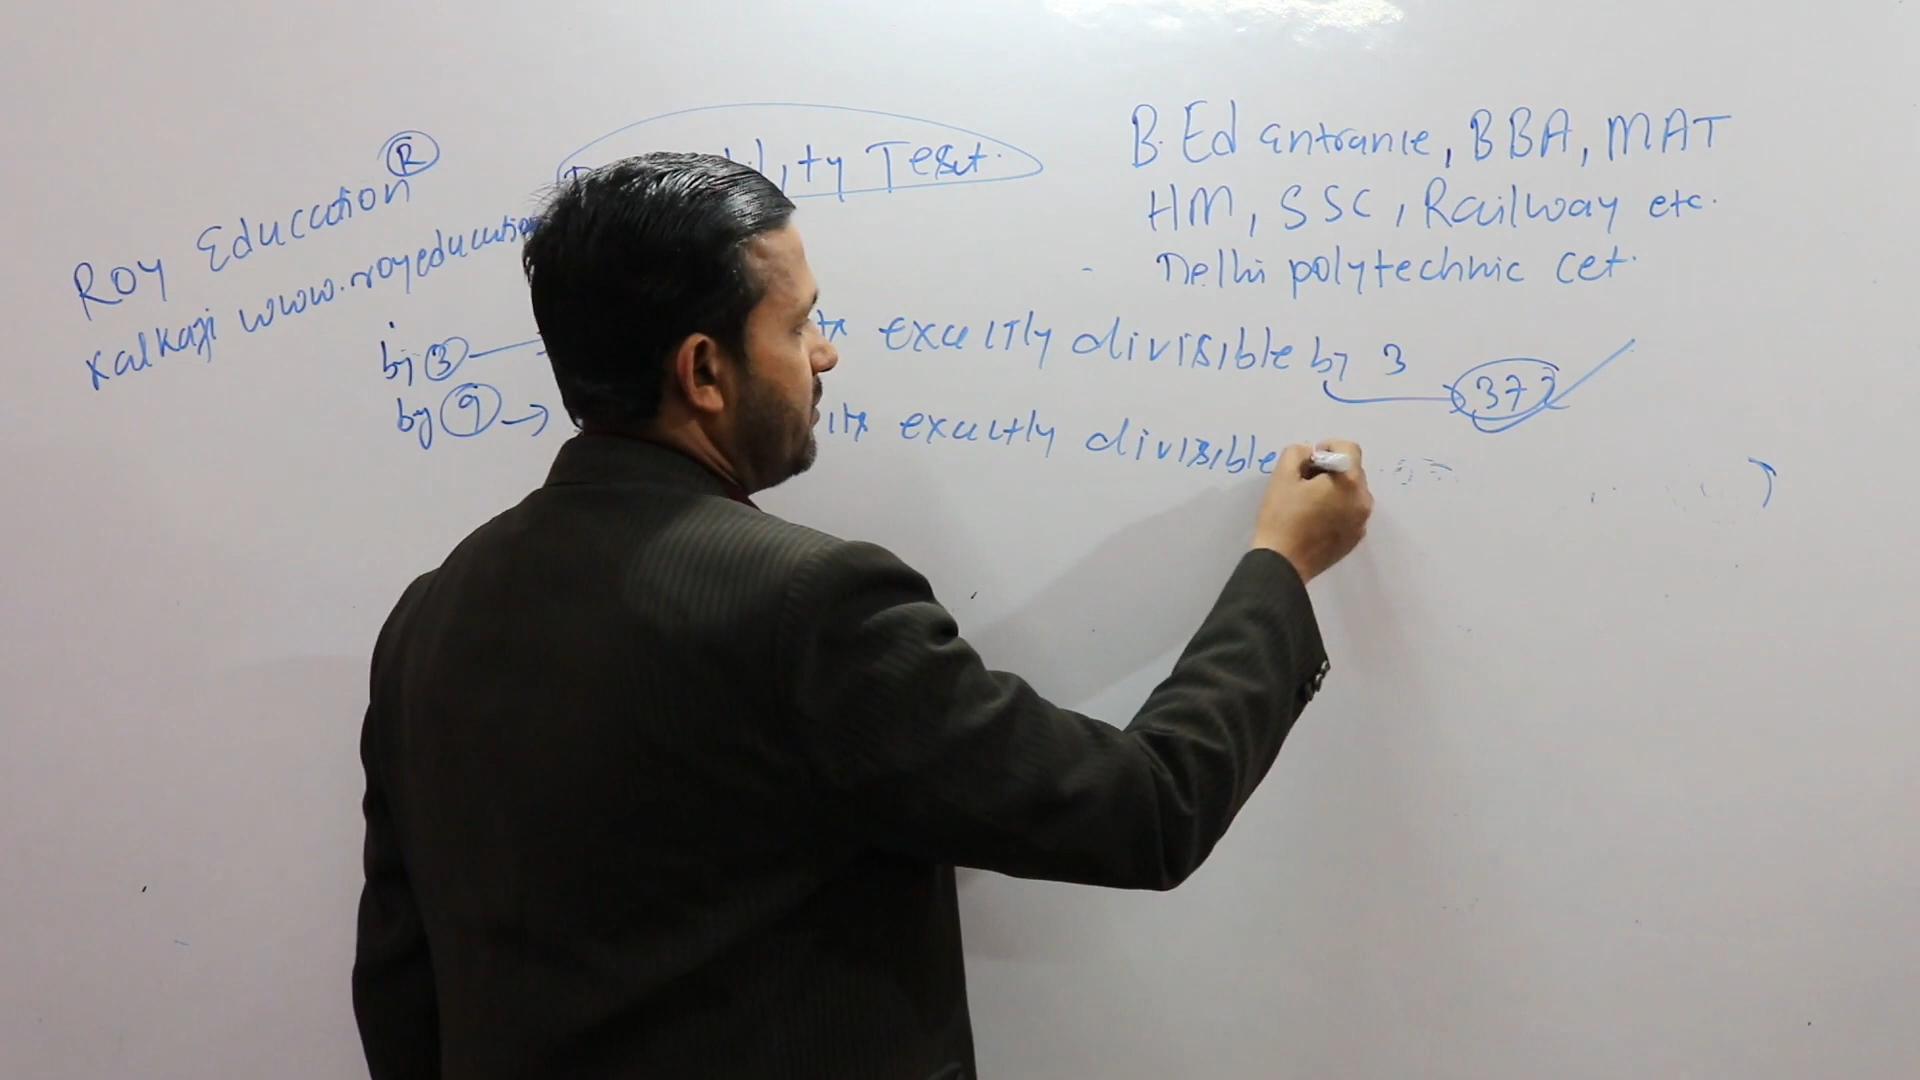 Roy Education ®
Kalkaji www.royeducation
Test.
B.Ed entrance, BBA, MAT
HM, SSC, Railway etc.
Delhi polytechnic cet.
by 3 exactly divisible by 3 372
by 9 exactly divisible